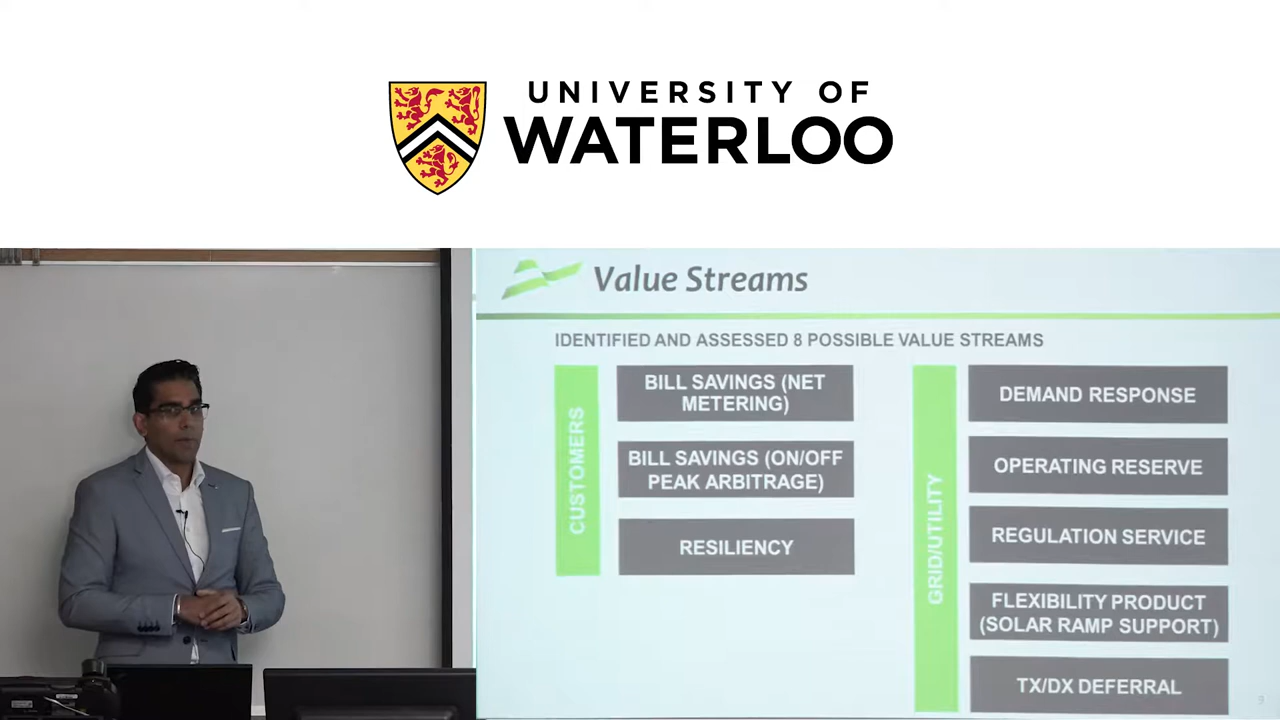 UNIVERSITY OF
WATERLOO
Value Streams
IDENTIFIED AND ASSESSED 8 POSSIBLE VALUE STREAMS
CUSTOMERS
BILL SAVINGS (NET
METERING)
BILL SAVINGS (ON/OFF
PEAK ARBITRAGE)
RESILIENCY
GRID/UTILITY
DEMAND RESPONSE
OPERATING RESERVE
REGULATION SERVICE
FLEXIBILITY PRODUCT
(SOLAR RAMP SUPPORT)
TX/DX DEFERRAL
9